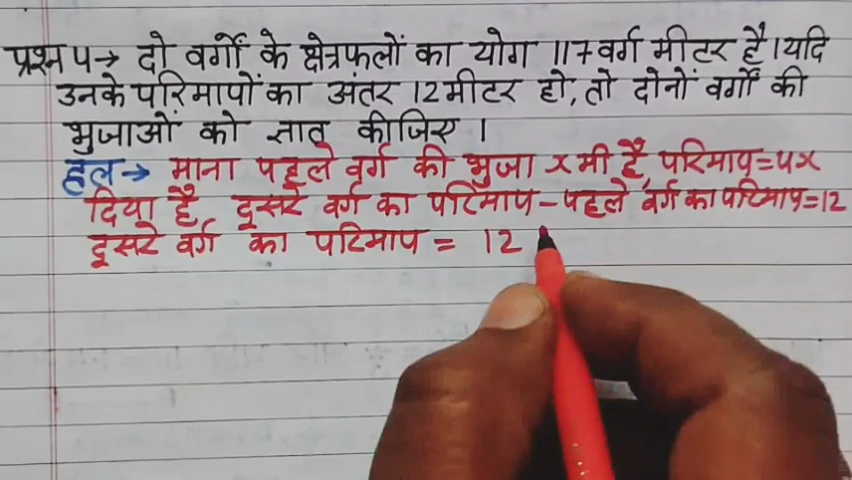 प्रश्न ५→ दो वर्गों के क्षेत्रफलों का योग 117 वर्ग मीटर है । यदि
उनके परिमापों का अंतर 12 मीटर हो, तो दोनों वर्गों की
भुजाओं को ज्ञात कीजिए ।
हल→ माना पहले वर्ग की भुजा x मी है, परिमाप=4x
दिया है, दूसरे वर्ग का परिमाप-पहले वर्ग का परिमाप=12
दूसरे वर्ग का परिमाप = 12